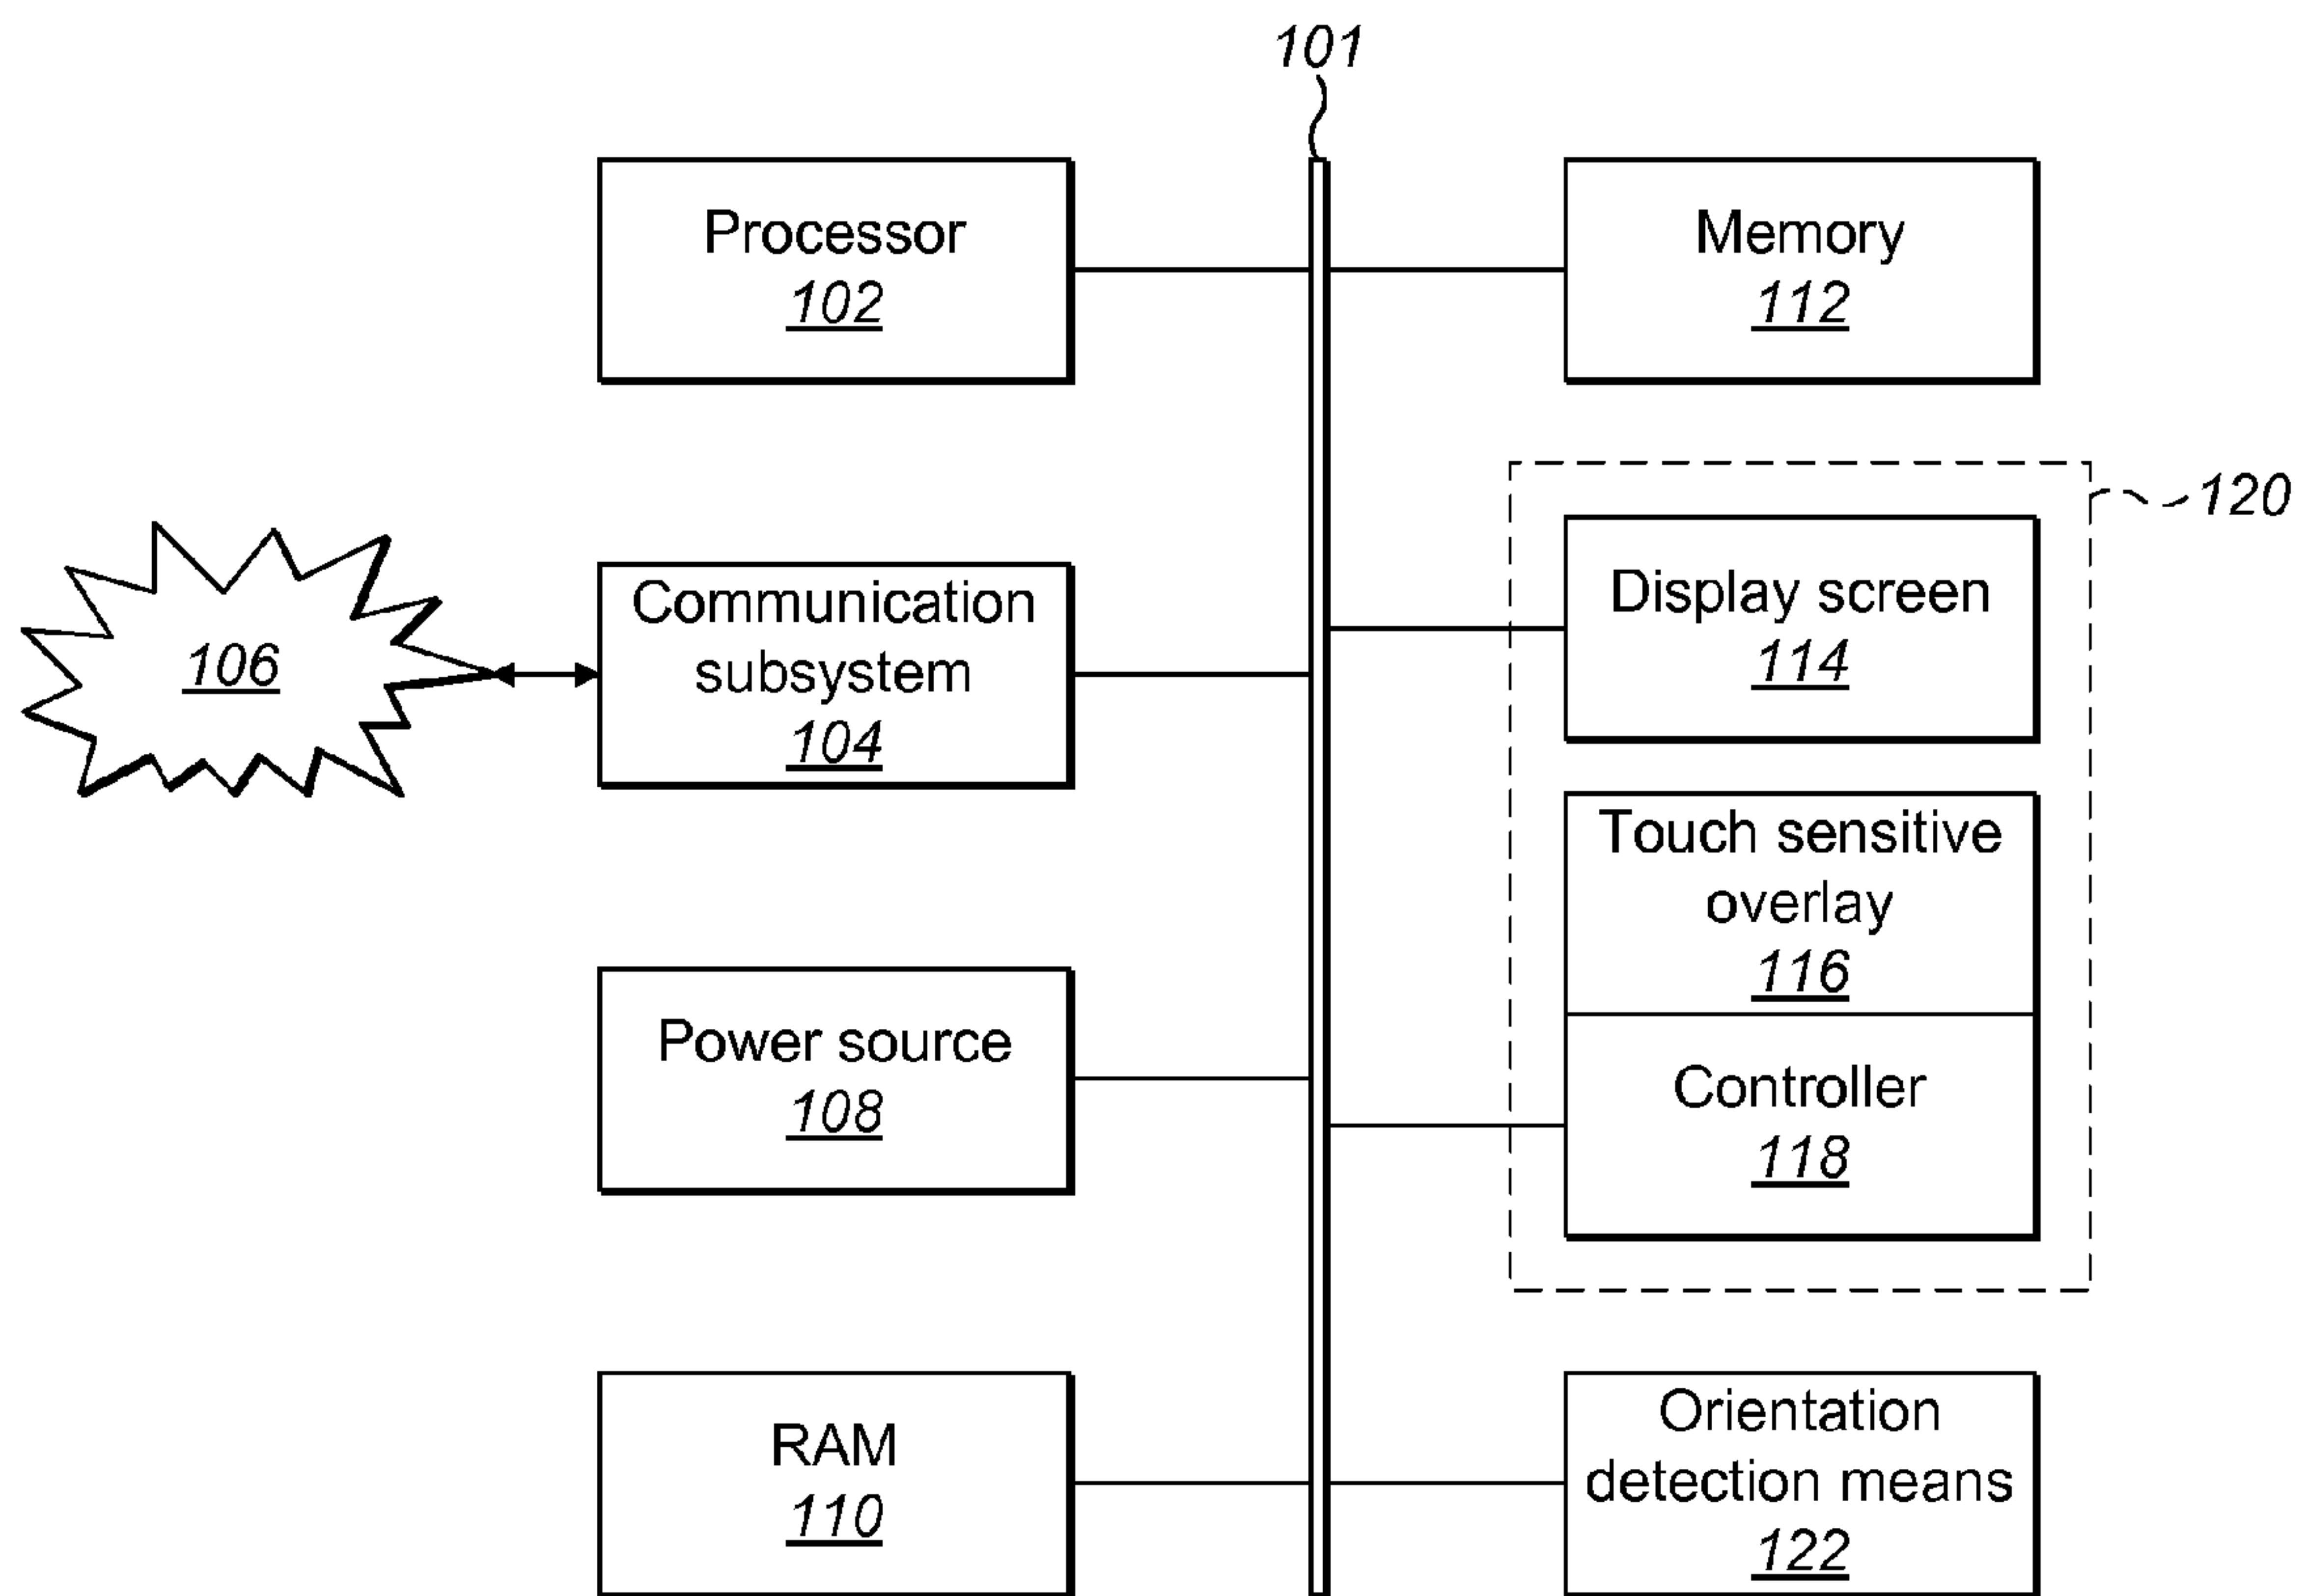 101
Processor
102
Memory
112
120
Display screen
114
Communication
subsystem
104
106
Touch sensitive
overlay
116
Power source
108
Controller
118
RAM
110
Orientation
detection means
122